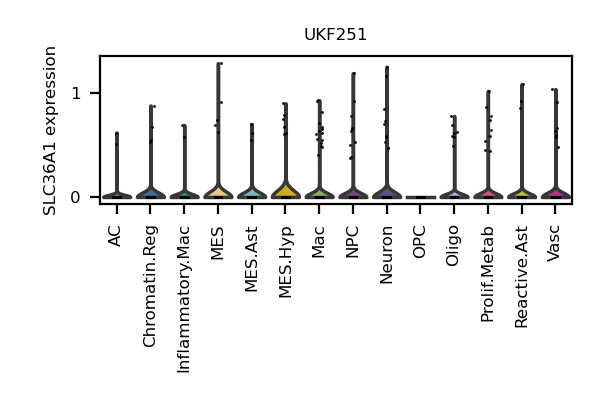 UKF251
SLC36A1 expression
1
0
AC
Chromatin.Reg
Inflammatory.Mac
MES
MES.Ast
MES.Hyp
Mac
NPC
Neuron
OPC
Oligo
Prolif.Metab
Reactive.Ast
Vasc